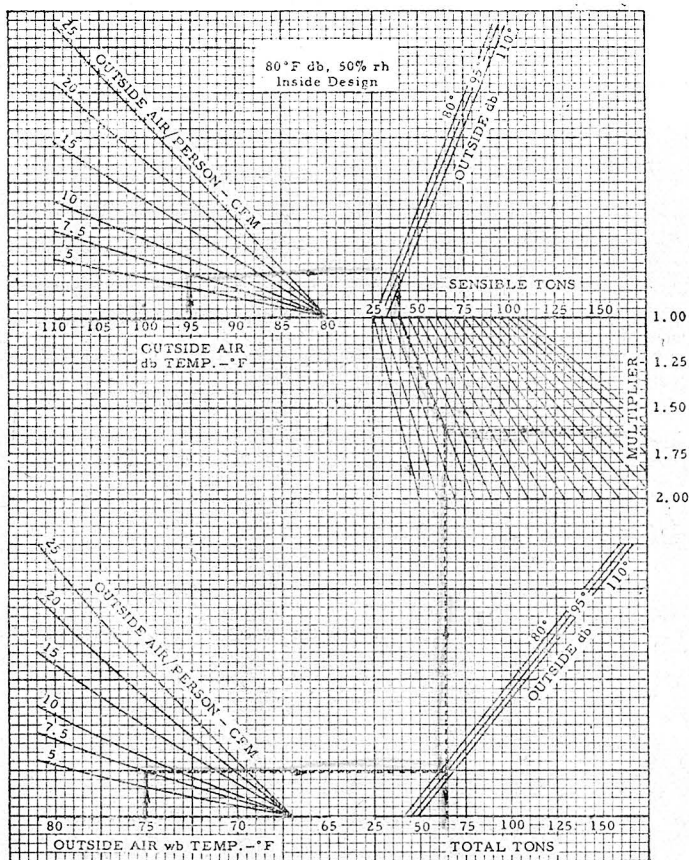 80°F db, 50% rh
Inside Design
25
20
15
10
7.5
5
OUTSIDE AIR/PERSON - CFM
80° 95° 110°
OUTSIDE db
SENSIBLE TONS
25 50 75 100 125 150
110 105 100 95 90 85 80
OUTSIDE AIR
db TEMP.-°F
MULTIPLIER
1.00
1.25
1.50
1.75
2.00
25
20
15
10
7.5
5
OUTSIDE AIR/PERSON - CFM
80° 95° 110°
OUTSIDE db
80 75 70 65
OUTSIDE AIR wb TEMP.-°F
25 50 75 100 125 150
TOTAL TONS